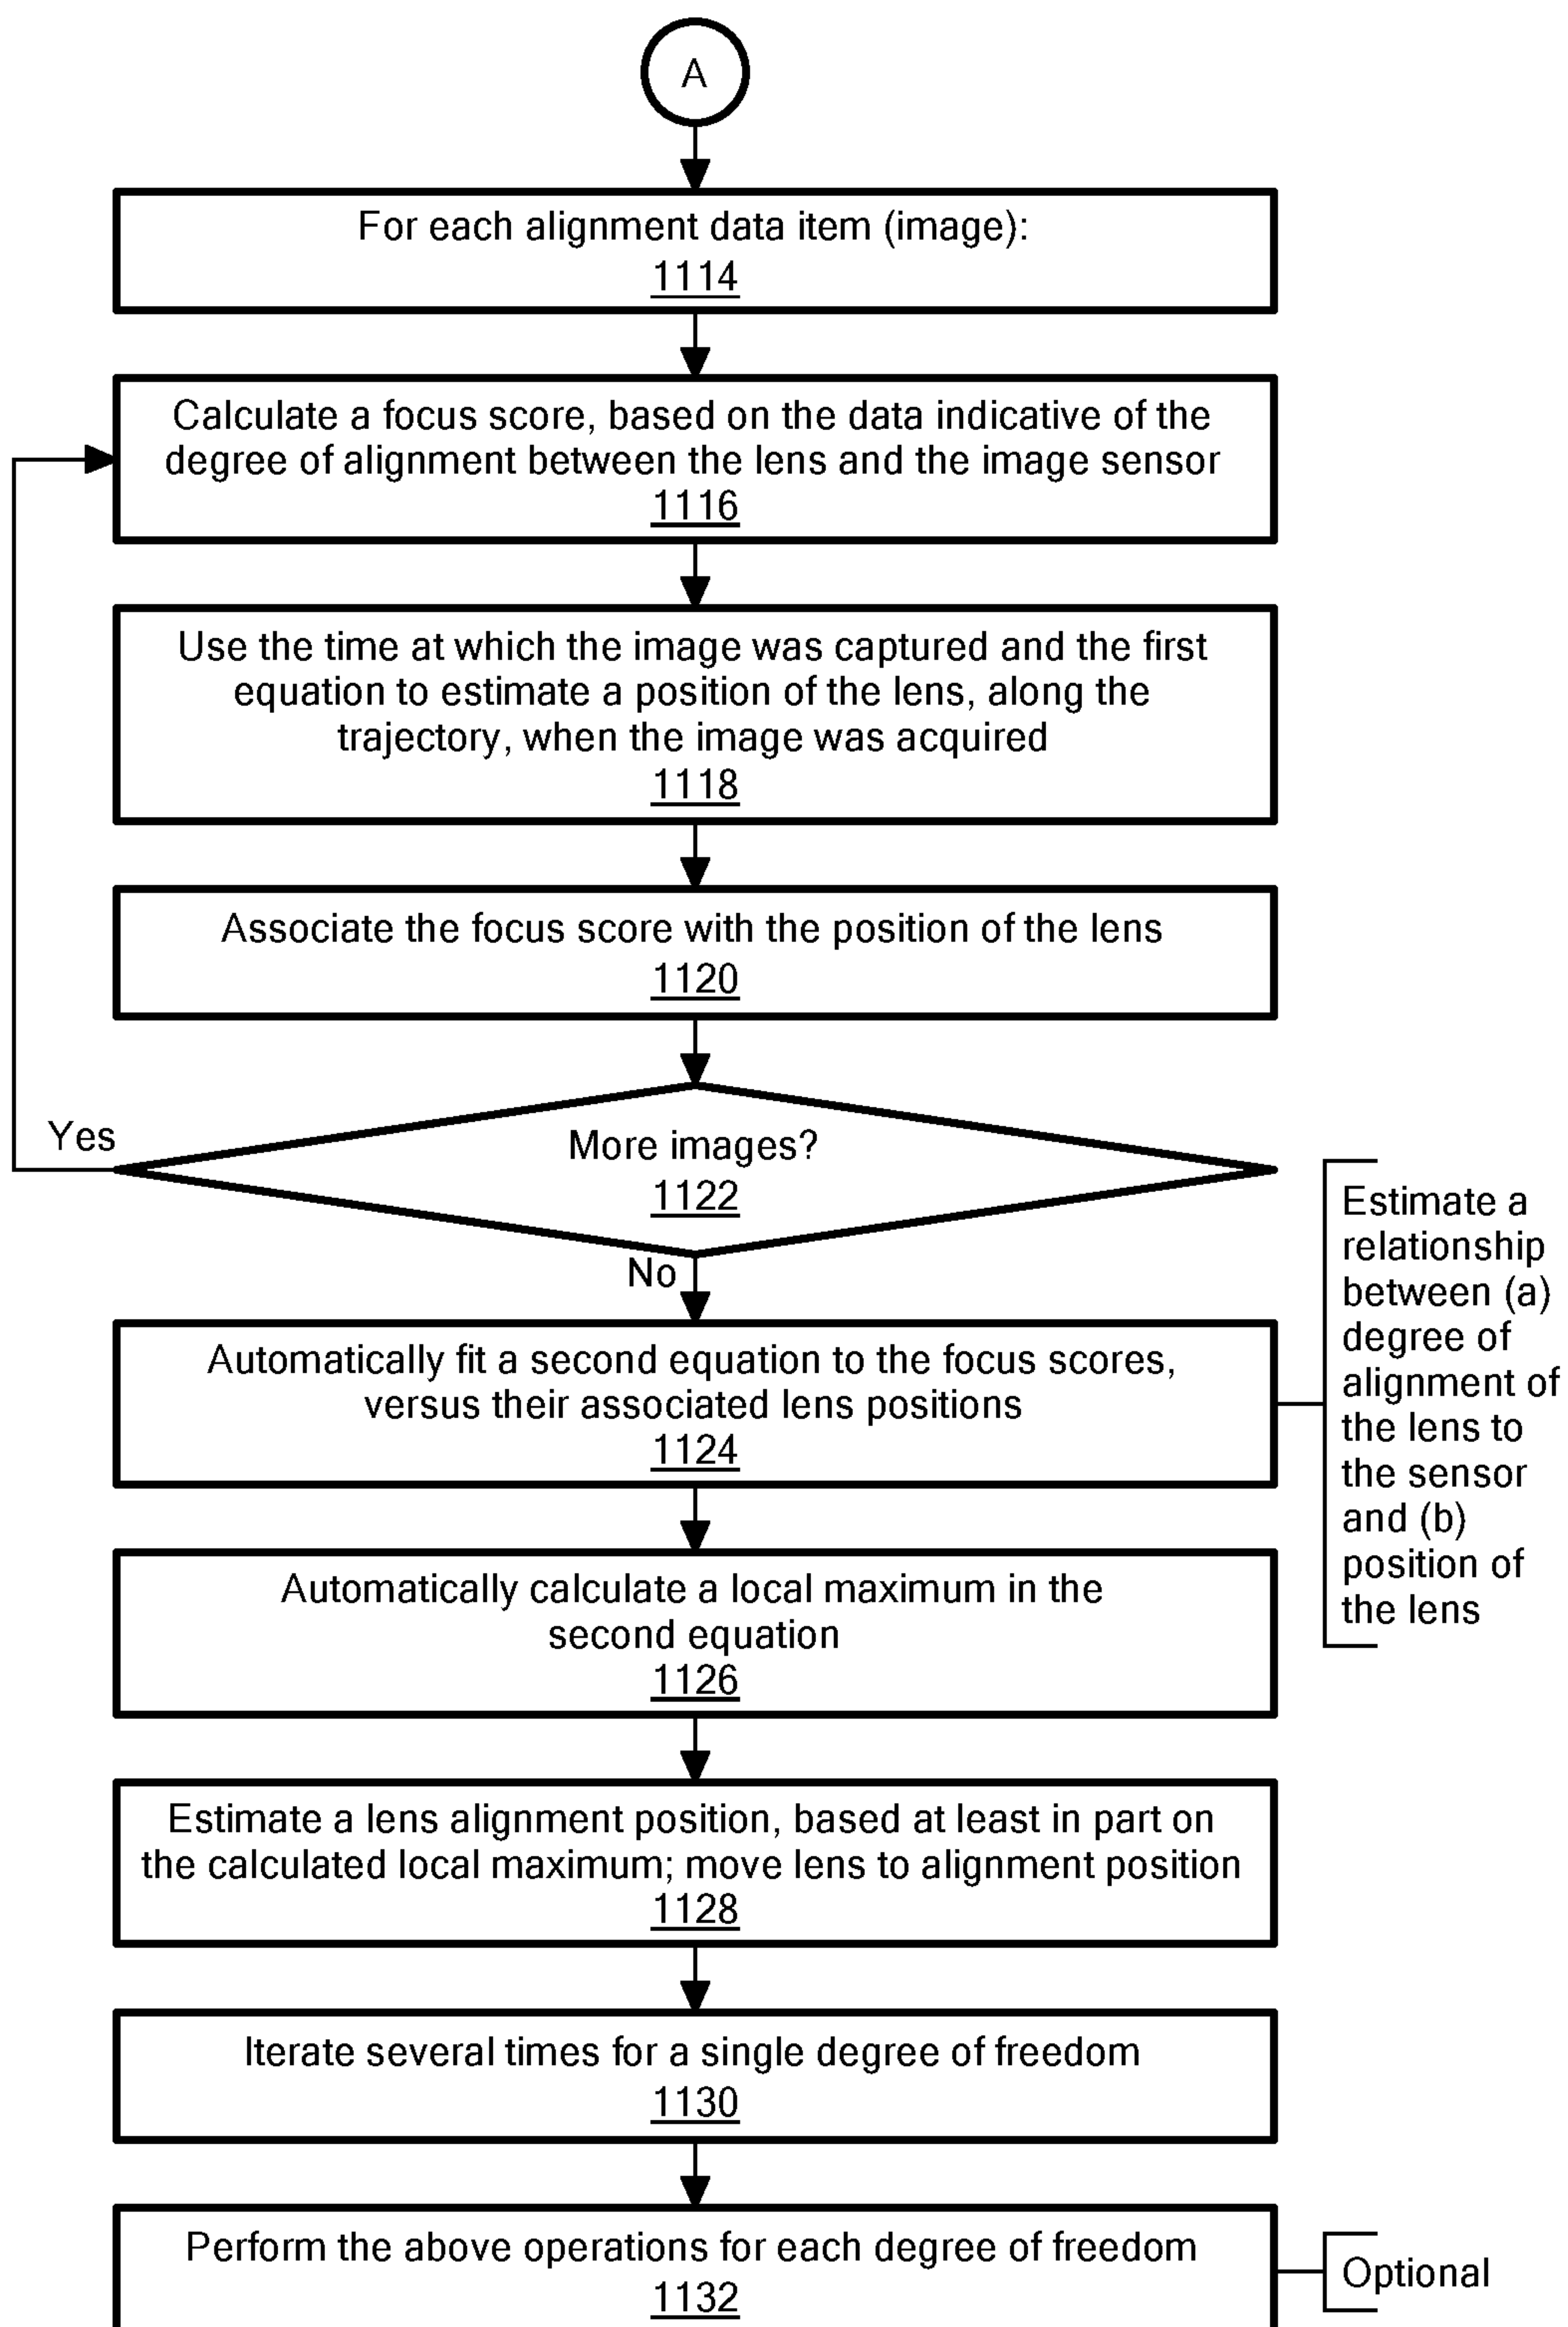 A
For each alignment data item (image):
1114
Calculate a focus score, based on the data indicative of the
degree of alignment between the lens and the image sensor
1116
Use the time at which the image was captured and the first
equation to estimate a position of the lens, along the
trajectory, when the image was acquired
1118
Associate the focus score with the position of the lens
1120
Yes
More images?
1122
No
Automatically fit a second equation to the focus scores,
versus their associated lens positions
1124
Estimate a
relationship
between (a)
degree of
alignment of
the lens to
the sensor
and (b)
position of
the lens
Automatically calculate a local maximum in the
second equation
1126
Estimate a lens alignment position, based at least in part on
the calculated local maximum; move lens to alignment position
1128
Iterate several times for a single degree of freedom
1130
Perform the above operations for each degree of freedom
1132
Optional